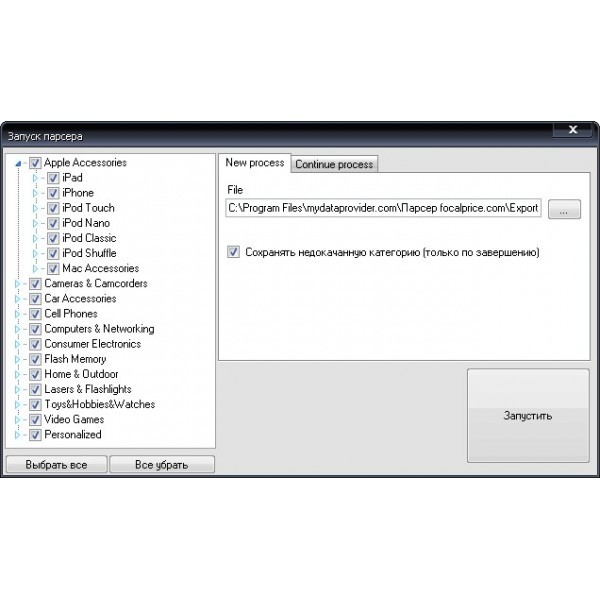 Запуск парсера
Apple Accessories
iPad
iPhone
iPod Touch
iPod Nano
iPod Classic
iPod Shuffle
Mac Accessories
Cameras & Camcorders
Car Accessories
Cell Phones
Computers & Networking
Consumer Electronics
Flash Memory
Home & Outdoor
Lasers & Flashlights
Toys&Hobbies&Watches
Video Games
Personalized
Выбрать все
Все убрать
New process
Continue process
File
C:\Program Files\mydataprovider.com\Парсер focalprice.com\Export
...
Сохранять недокачанную категорию (только по завершению)
Запустить